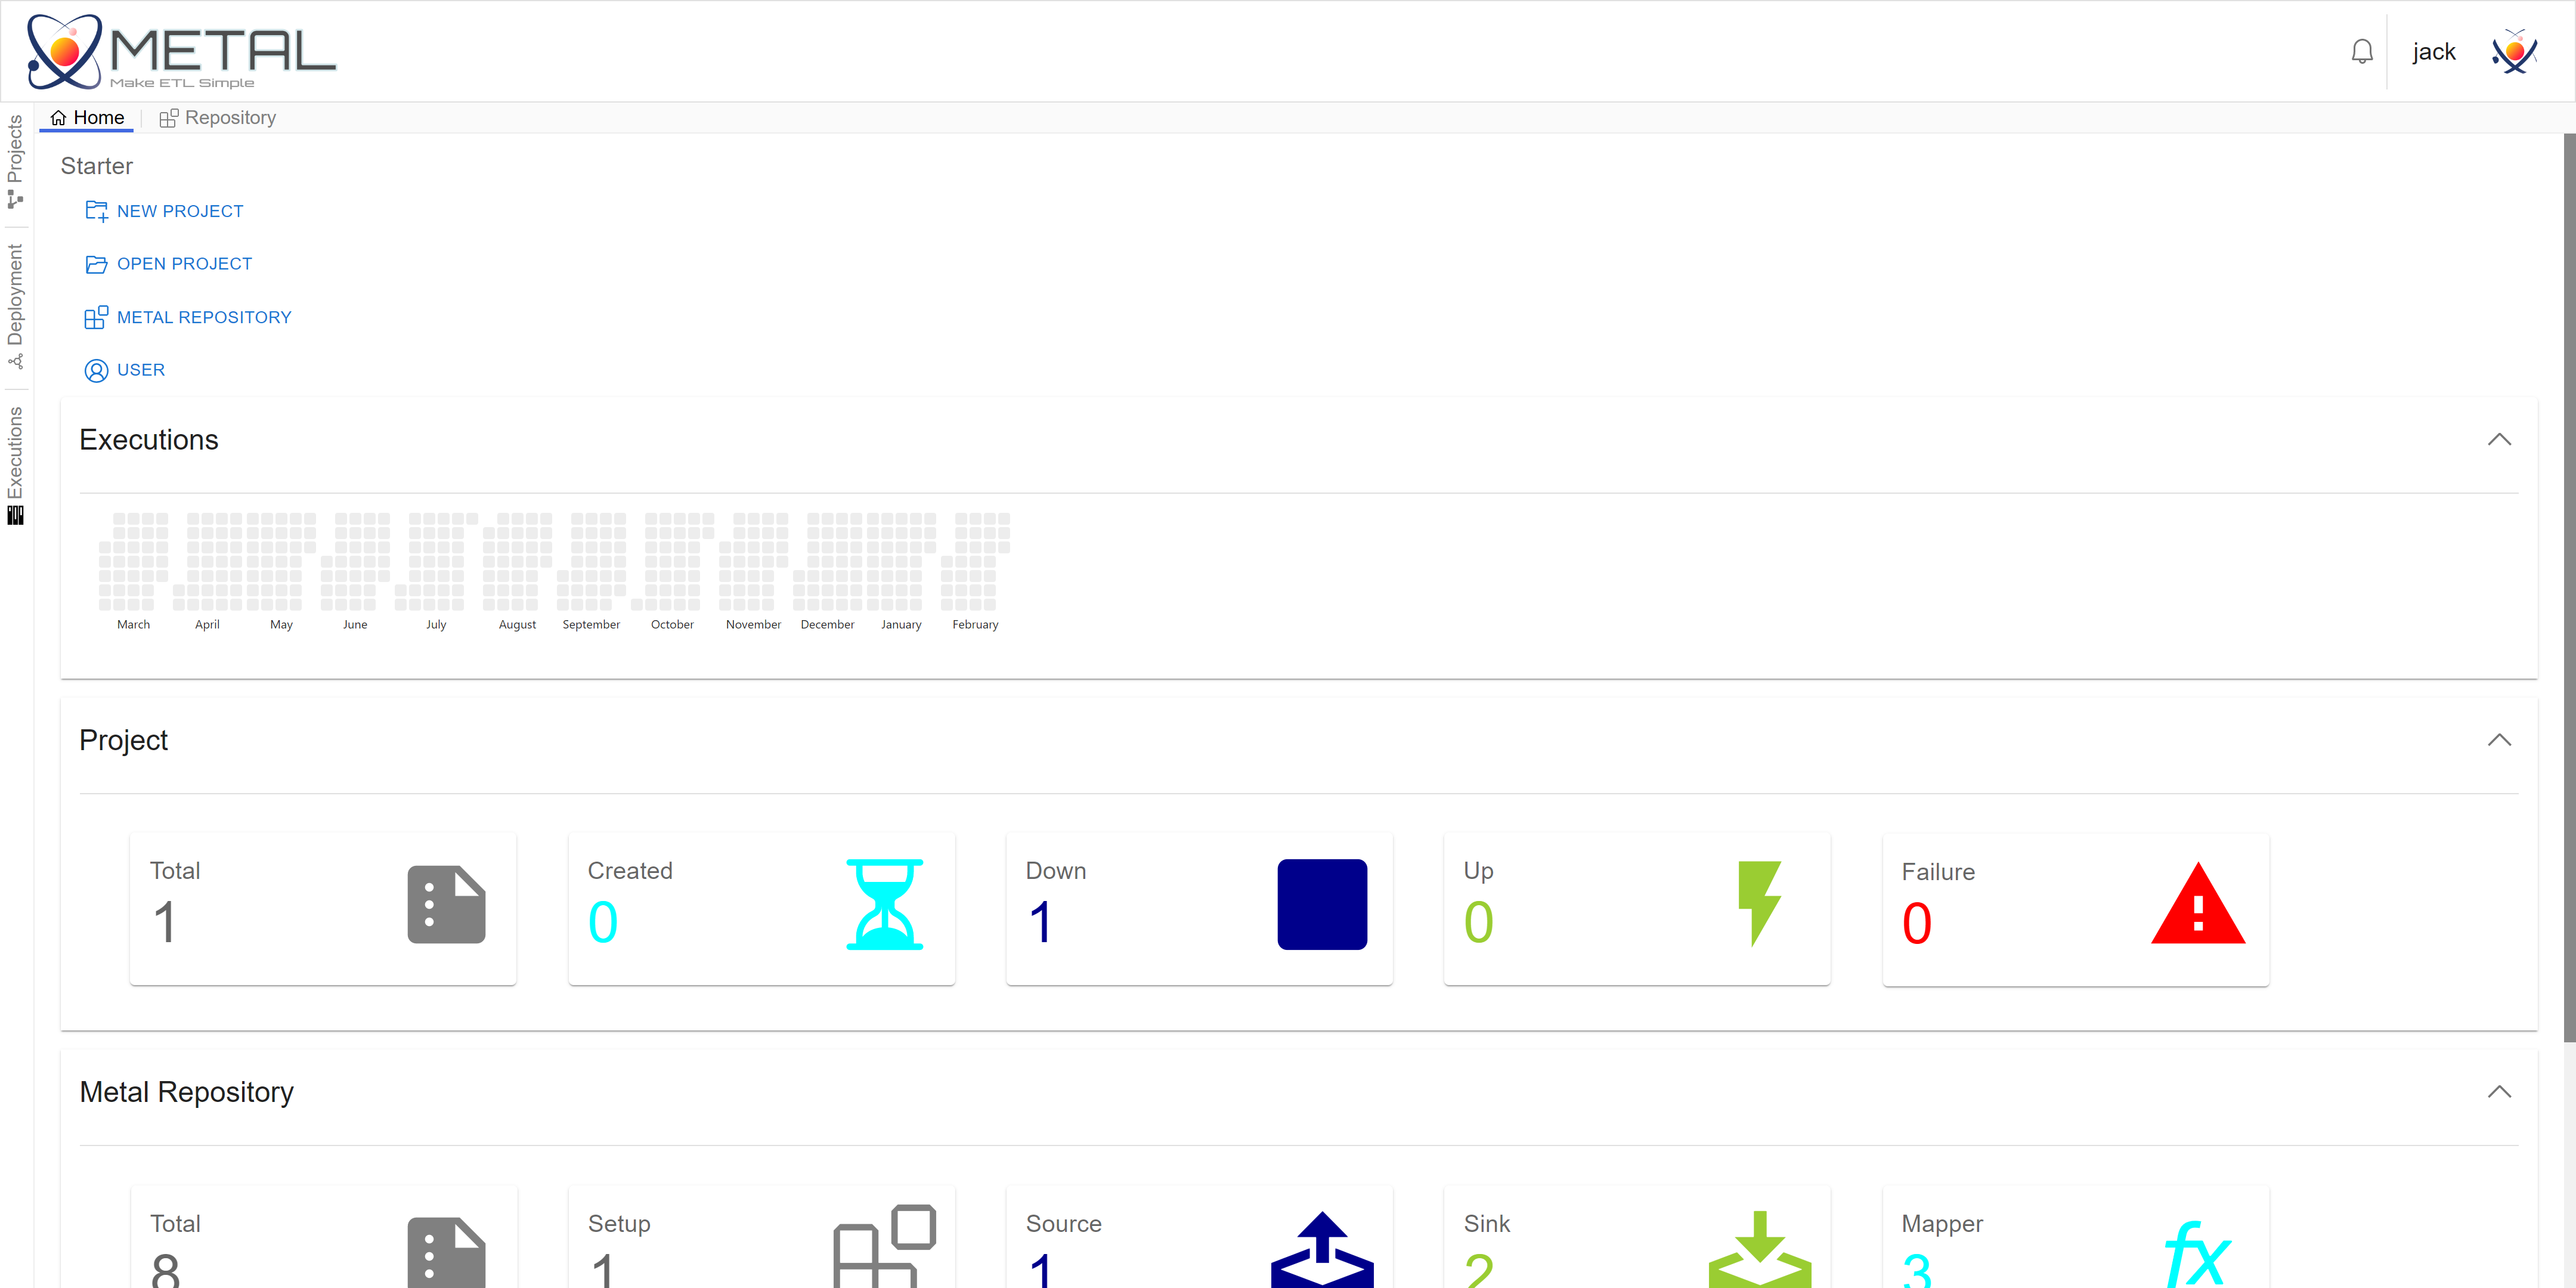 METAL
Make ETL Simple
jack
Home
Repository
Projects
Deployment
Executions
Starter
NEW PROJECT
OPEN PROJECT
METAL REPOSITORY
USER
Executions
March April May June July August September October November December January February
Project
Total
1
Created
0
Down
1
Up
0
Failure
0
Metal Repository
Total
8
Setup
1
Source
1
Sink
2
Mapper
3
fx